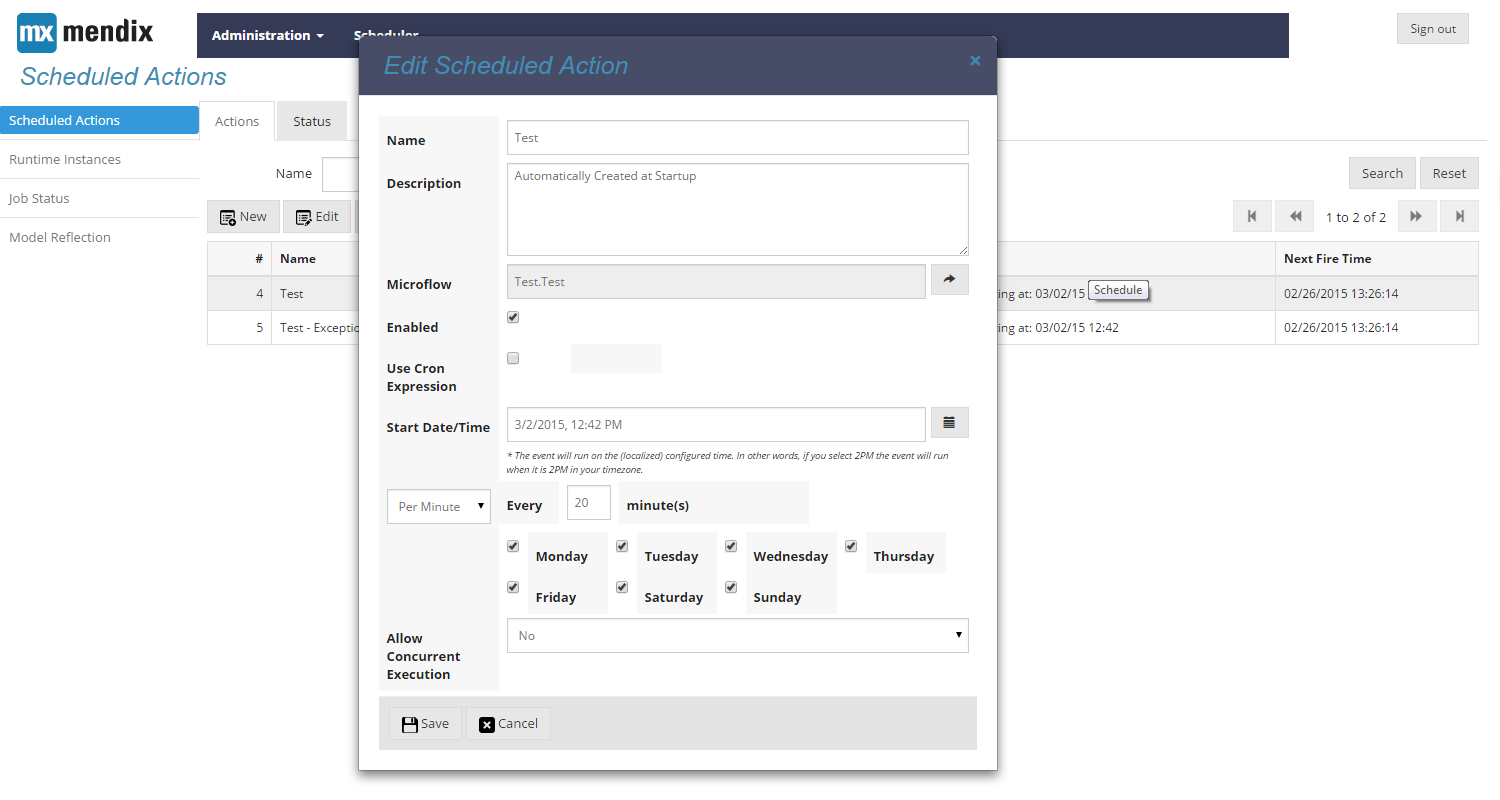 mx mendix
Administration
Scheduler
Sign out
Scheduled Actions
Scheduled Actions
Runtime Instances
Job Status
Model Reflection
Actions
Status
Name
Search
Reset
New
Edit
1 to 2 of 2
# Name Next Fire Time
4 Test ing at: 03/02/15 Schedule 02/26/2015 13:26:14
5 Test - Exceptio ing at: 03/02/15 12:42 02/26/2015 13:26:14
Edit Scheduled Action ×
Name Test
Description Automatically Created at Startup
Microflow Test.Test
Enabled
Use Cron
Expression
Start Date/Time 3/2/2015, 12:42 PM
* The event will run on the (localized) configured time. In other words, if you select 2PM the event will run
when it is 2PM in your timezone.
Per Minute Every 20 minute(s)
Monday Tuesday Wednesday Thursday
Friday Saturday Sunday
Allow
Concurrent
Execution
No
Save Cancel